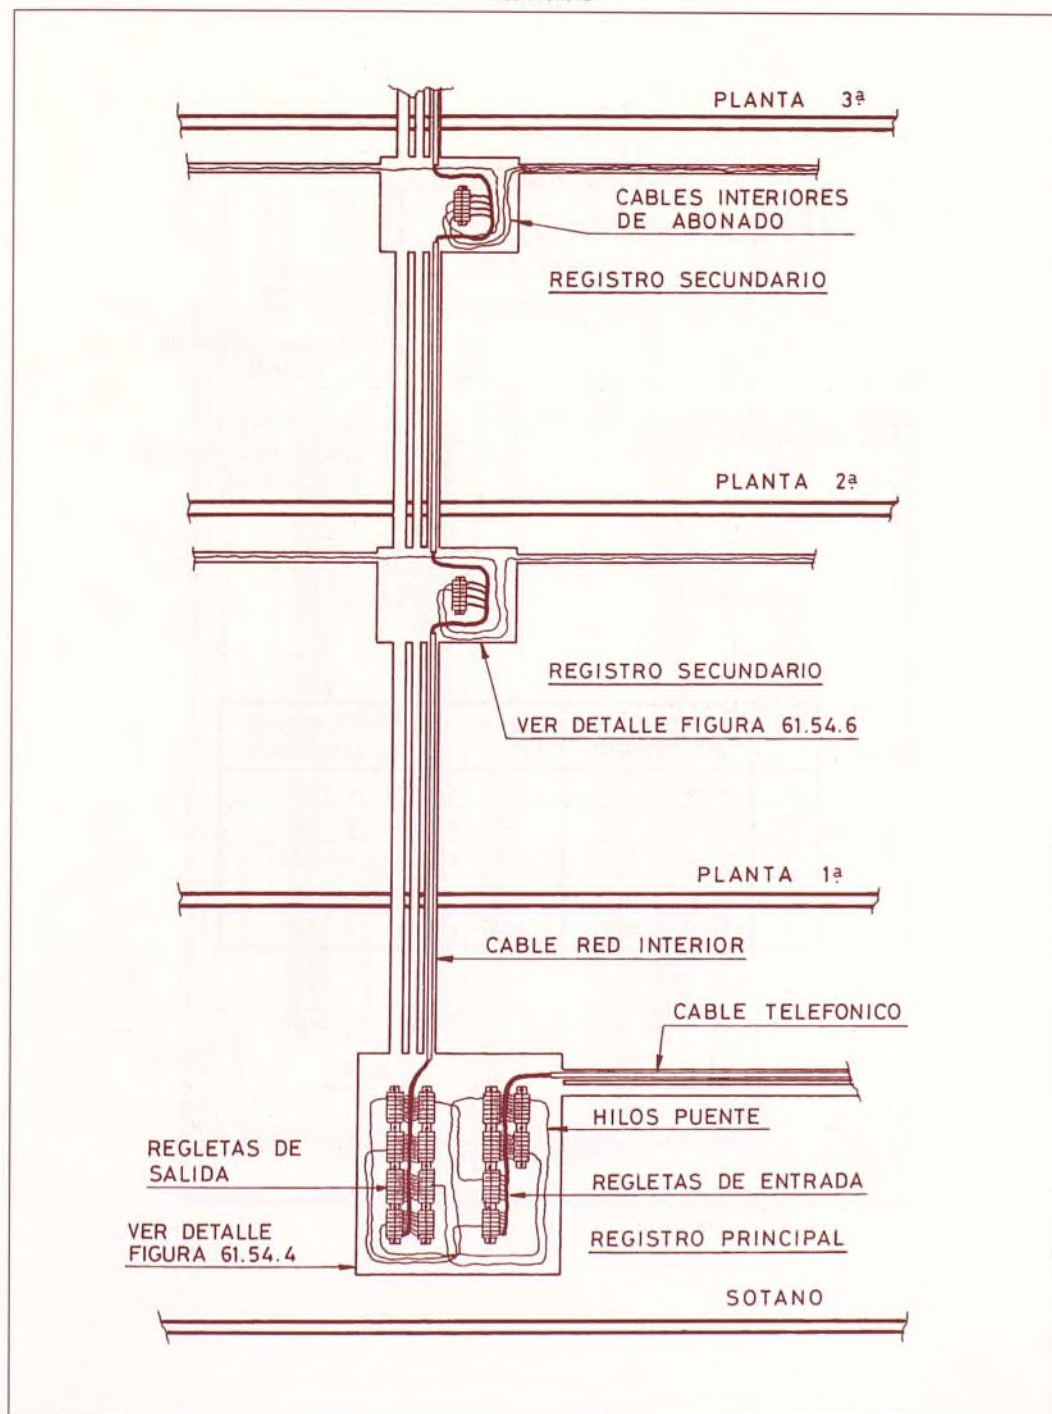 PLANTA 3ª
CABLES INTERIORES
DE ABONADO
REGISTRO SECUNDARIO
PLANTA 2ª
REGISTRO SECUNDARIO
VER DETALLE FIGURA 61.54.6
PLANTA 1ª
CABLE RED INTERIOR
CABLE TELEFONICO
HILOS PUENTE
REGLETAS DE
SALIDA
REGLETAS DE ENTRADA
VER DETALLE
FIGURA 61.54.4
REGISTRO PRINCIPAL
SOTANO